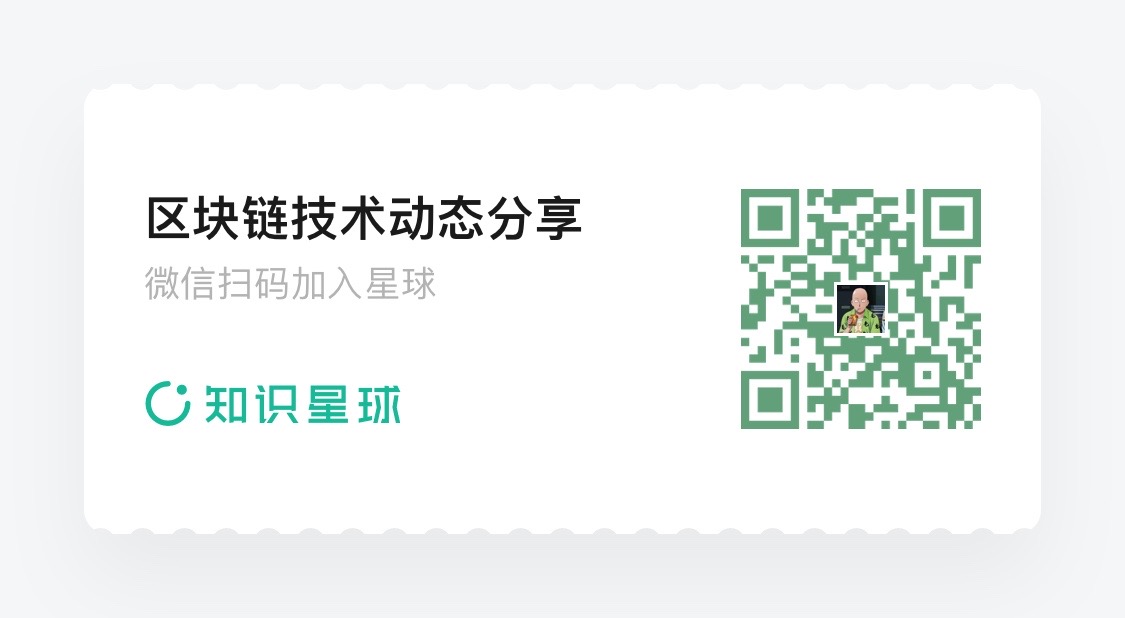 区块链技术动态分享
微信扫码加入星球
知识星球